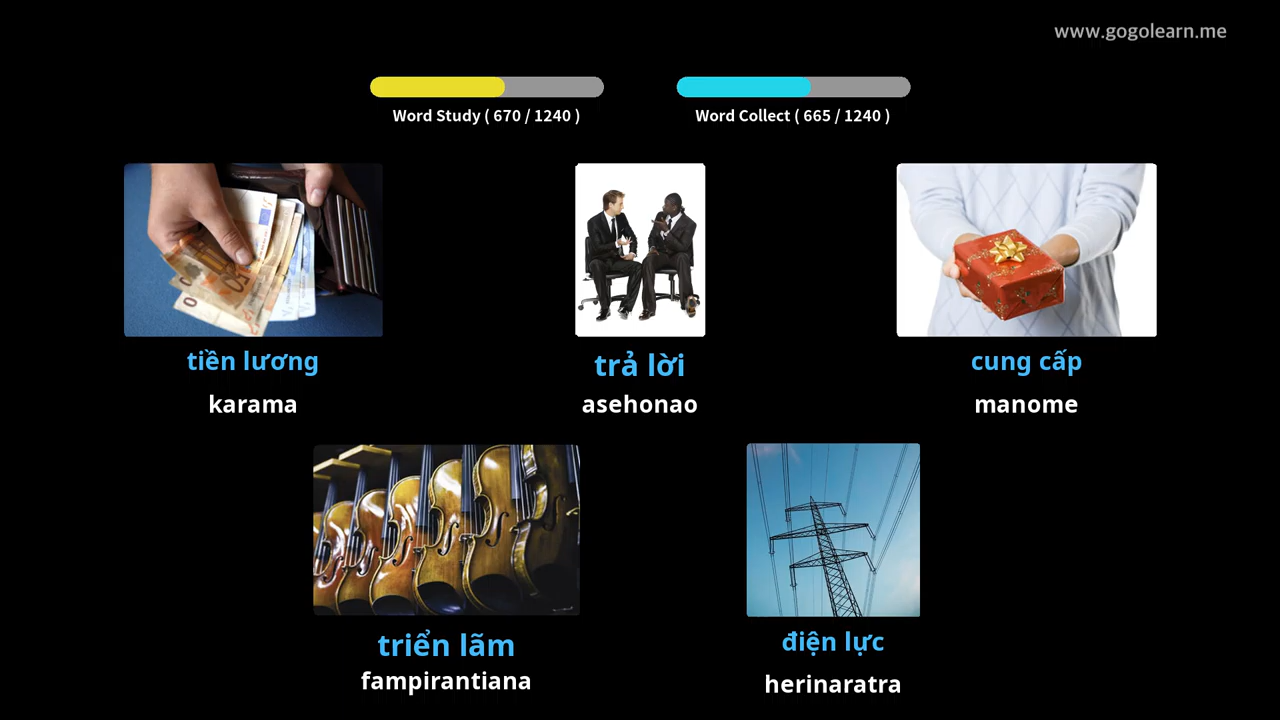 www.gogolearn.me
Word Study ( 670 / 1240 )
Word Collect ( 665 / 1240 )
tiền lương
karama
trả lời
asehonao
cung cấp
manome
triển lãm
fampirantiana
điện lực
herinaratra